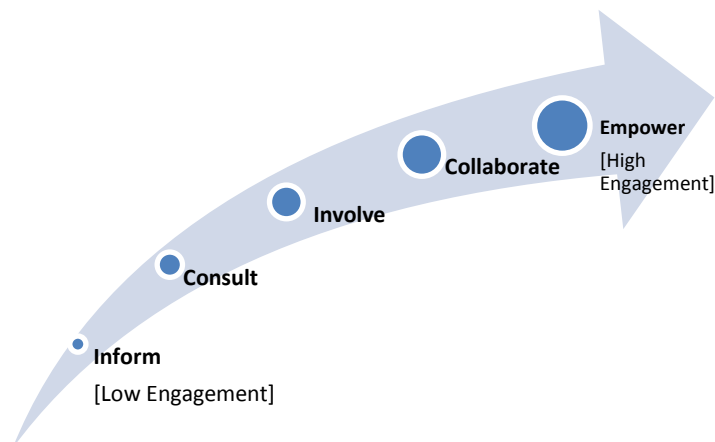 Empower
[High
Engagement]
Collaborate
Involve
Consult
Inform
[Low Engagement]